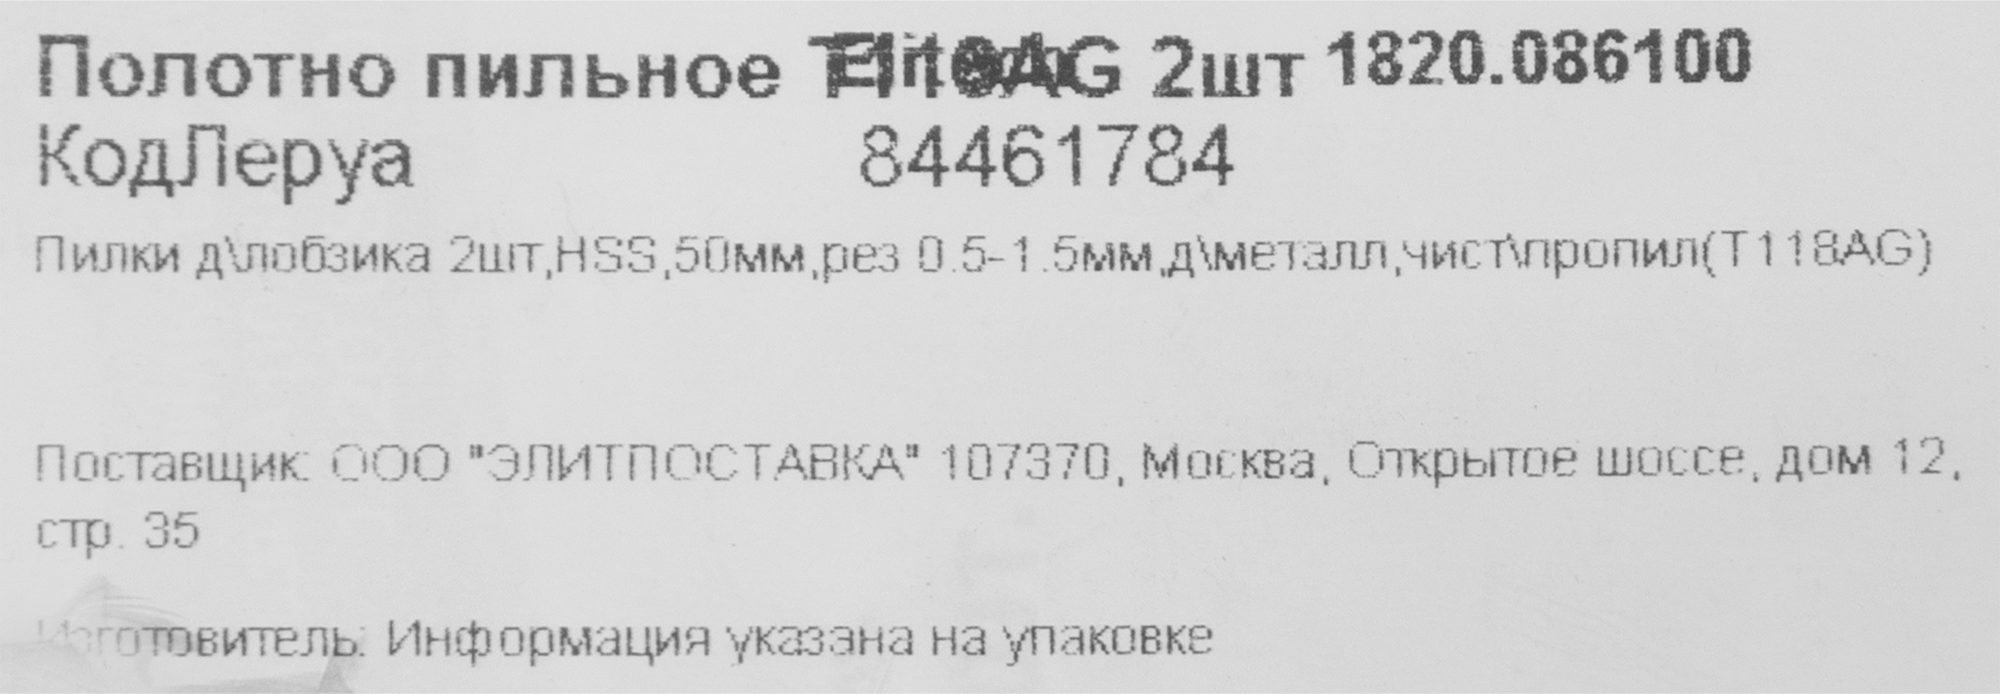 Полотно пильное 2шт 1820.086100
КодЛеруа 84461784
Пилки д\лобзика 2шт,HSS,50мм,рез 0.5-1.5мм,д\металл,чист\пропил(T118AG)
Поставщик: ООО "ЭЛИТПОСТАВКА" 107370, Москва, Открытое шоссе, дом 12,
стр. 35
Изготовитель: Информация указана на упаковке